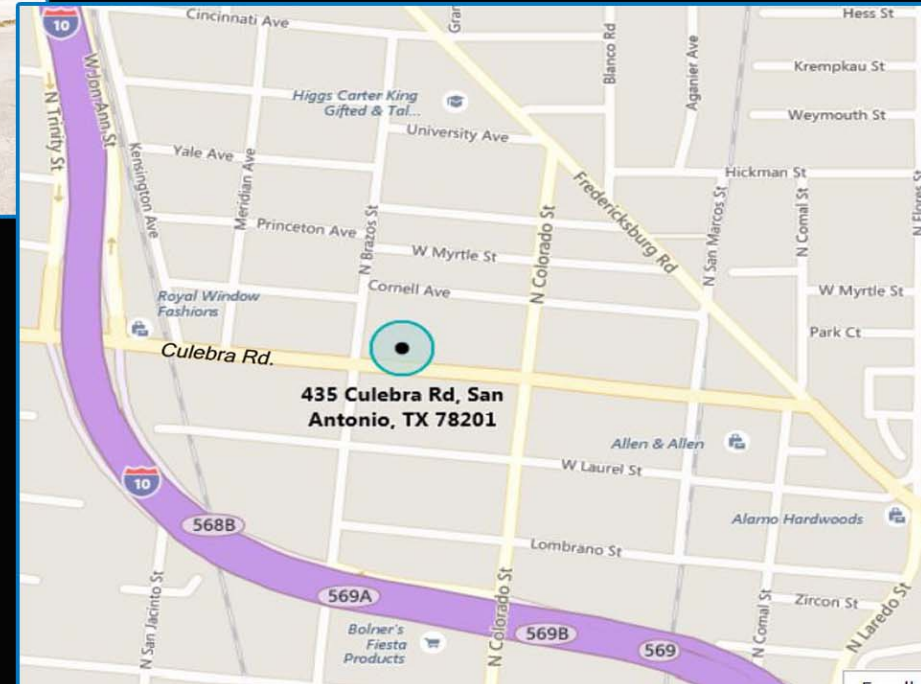 10
Cincinnati Ave
Gran
Blanco Rd
Aganier Ave
Hess St
Krempkau St
Weymouth St
W Jon Ann St
N Trinity St
Kensington Ave
Higgs Carter King
Gifted & Tal...
University Ave
Yale Ave
Meridian Ave
Hickman St
Fredericksburg Rd
N San Marcos St
N Comal St
N Flores St
Princeton Ave
N Brazos St
W Myrtle St
N Colorado St
Cornell Ave
W Myrtle St
Royal Window
Fashions
Park Ct
Culebra Rd.
435 Culebra Rd, San
Antonio, TX 78201
Allen & Allen
W Laurel St
10
568B
Alamo Hardwoods
Lombrano St
569A
Zircon St
N San Jacinto St
N Colorado St
N Comal St
N Laredo St
Bolner's
Fiesta
Products
569B
569